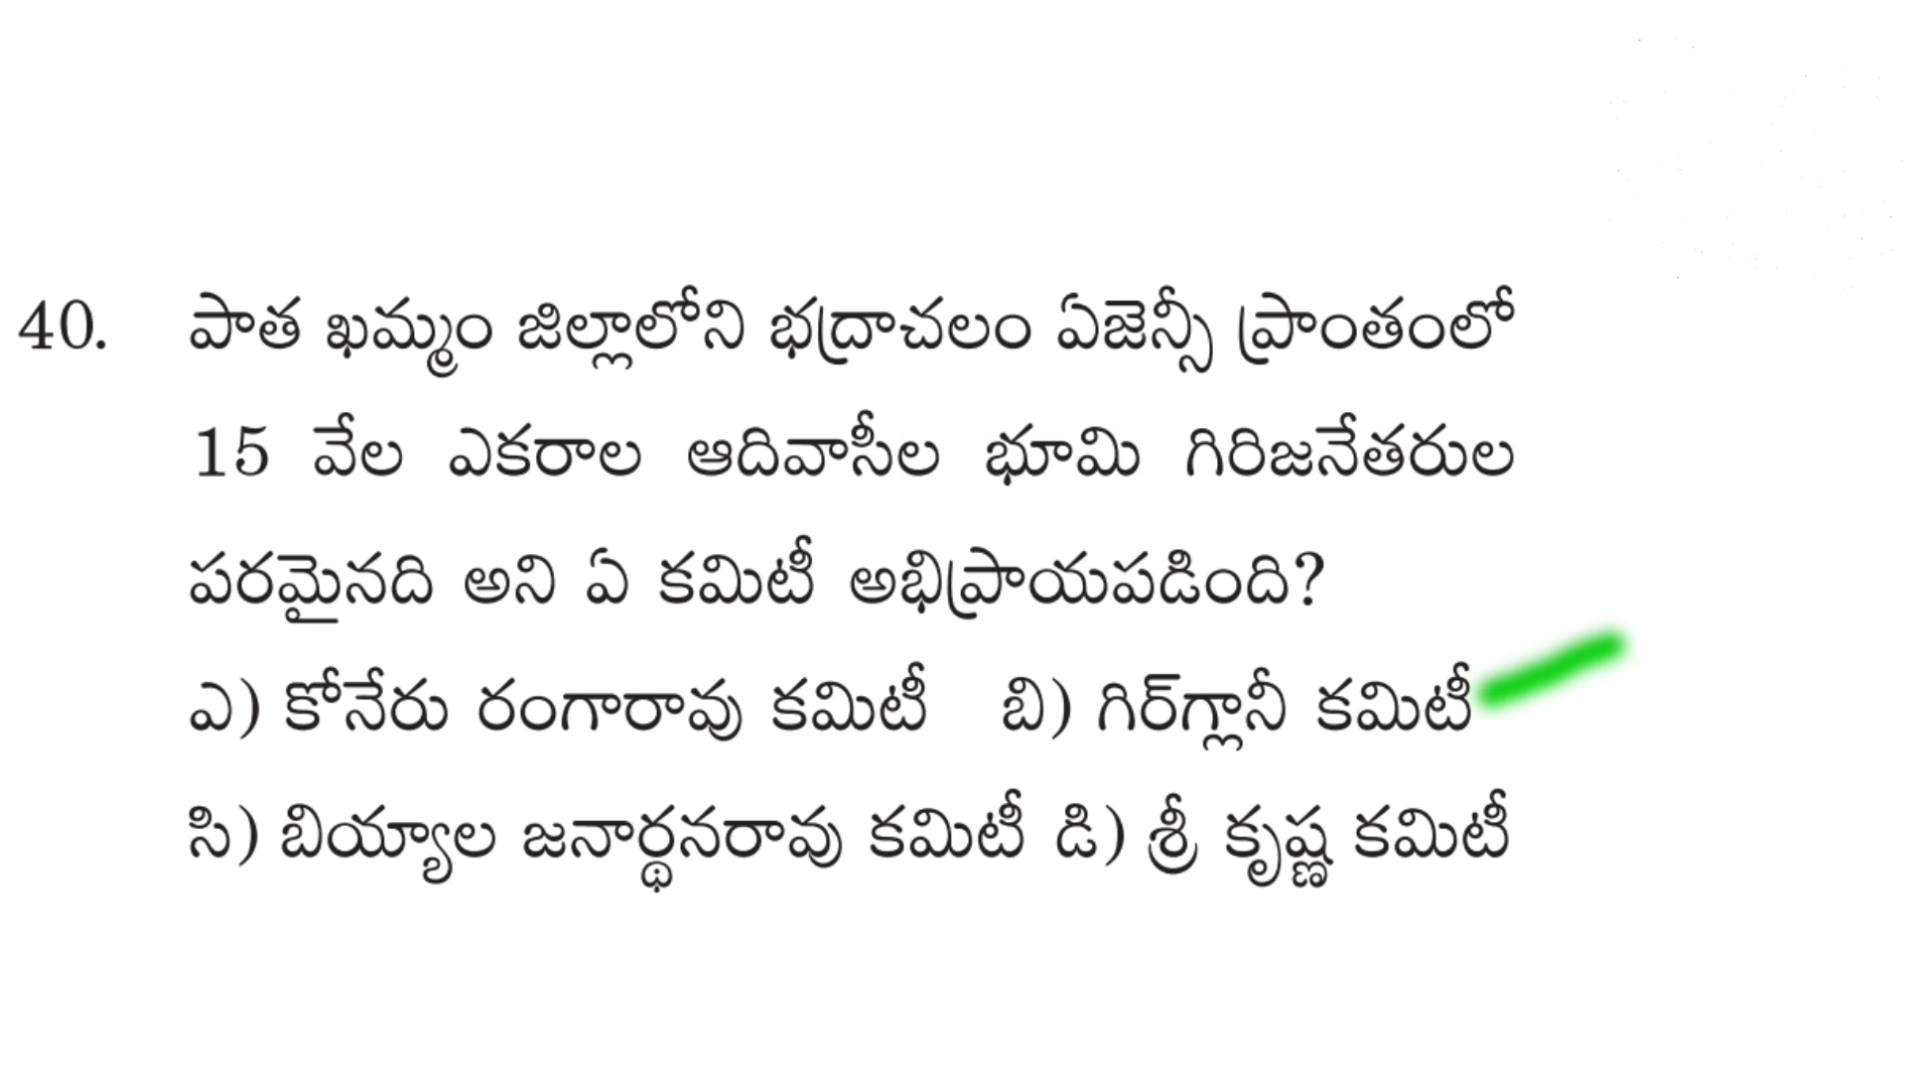 40. పాత ఖమ్మం జిల్లాలోని భద్రాచలం ఏజెన్సీ ప్రాంతంలో
15 వేల ఎకరాల ఆదివాసీల భూమి గిరిజనేతరుల
పరమైనది అని ఏ కమిటీ అభిప్రాయపడింది?
ఎ) కోనేరు రంగారావు కమిటీ బి) గిర్‌గ్లానీ కమిటీ
సి) బియ్యాల జనార్థనరావు కమిటీ డి) శ్రీ కృష్ణ కమిటీ